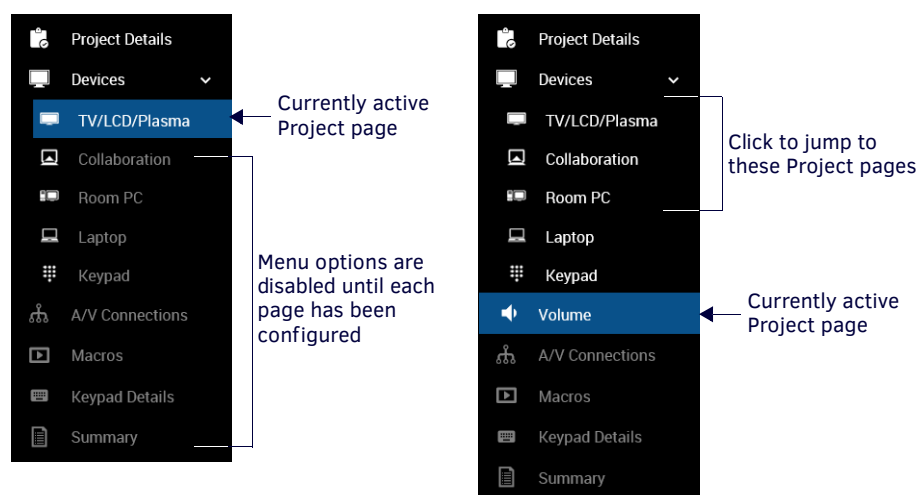 Project Details
Devices
TV/LCD/Plasma
Collaboration
Room PC
Laptop
Keypad
A/V Connections
Macros
Keypad Details
Summary
Currently active
Project page
Menu options are
disabled until each
page has been
configured
Project Details
Devices
TV/LCD/Plasma
Collaboration
Room PC
Laptop
Keypad
Volume
A/V Connections
Macros
Keypad Details
Summary
Click to jump to
these Project pages
Currently active
Project page